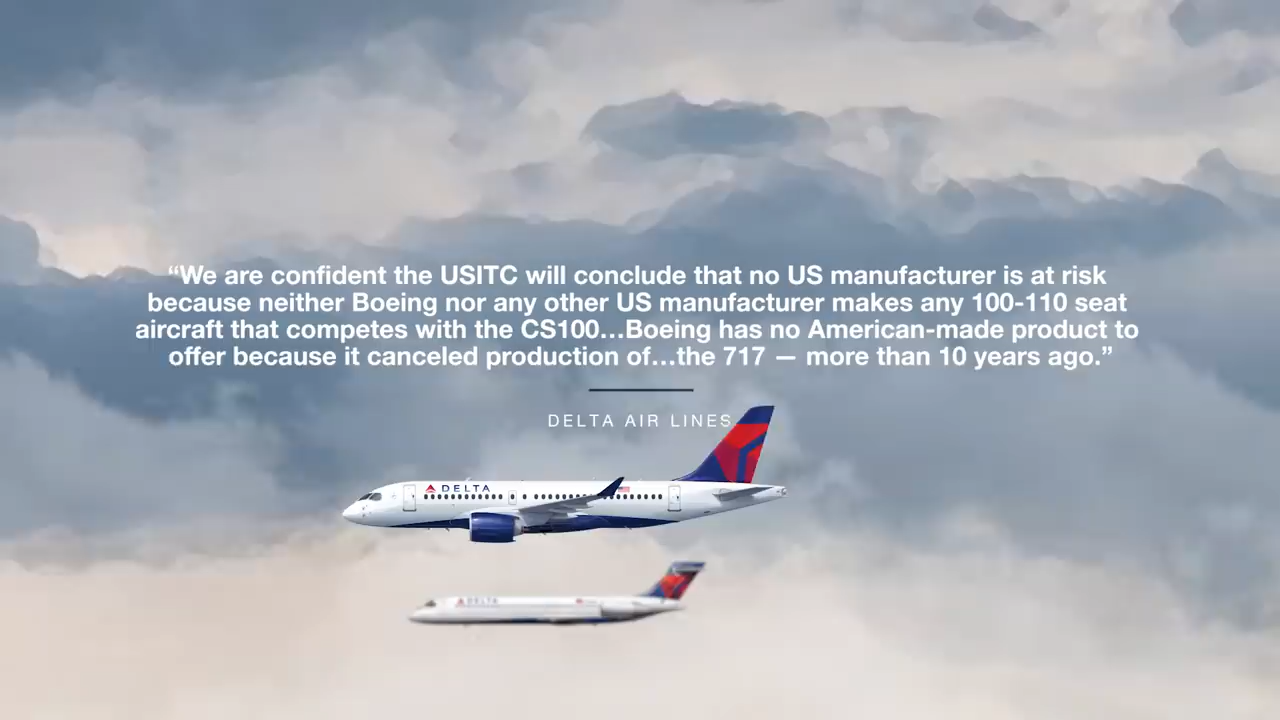 “We are confident the USITC will conclude that no US manufacturer is at risk
because neither Boeing nor any other US manufacturer makes any 100-110 seat
aircraft that competes with the CS100...Boeing has no American-made product to
offer because it canceled production of...the 717 — more than 10 years ago.”
DELTA AIR LINES
DELTA
DELTA